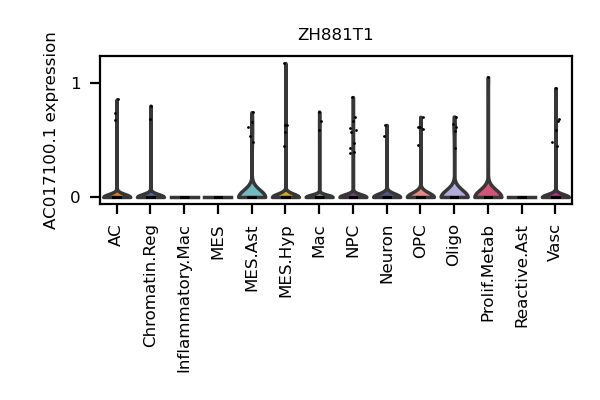 ZH881T1
AC017100.1 expression
1
0
AC
Chromatin.Reg
Inflammatory.Mac
MES
MES.Ast
MES.Hyp
Mac
NPC
Neuron
OPC
Oligo
Prolif.Metab
Reactive.Ast
Vasc